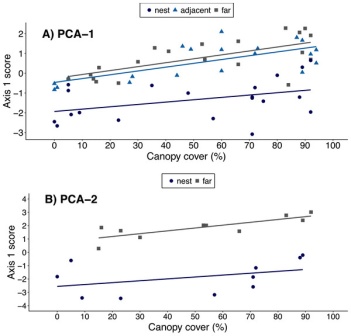 nest adjacent far
A) PCA-1
Axis 1 score
2
1
0
−1
−2
−3
0 10 20 30 40 50 60 70 80 90
Canopy cover (%)
nest far
B) PCA-2
Axis 1 score
4
3
2
1
0
−1
−2
−3
−4
0 10 20 30 40 50 60 70 80 90
Canopy cover (%)